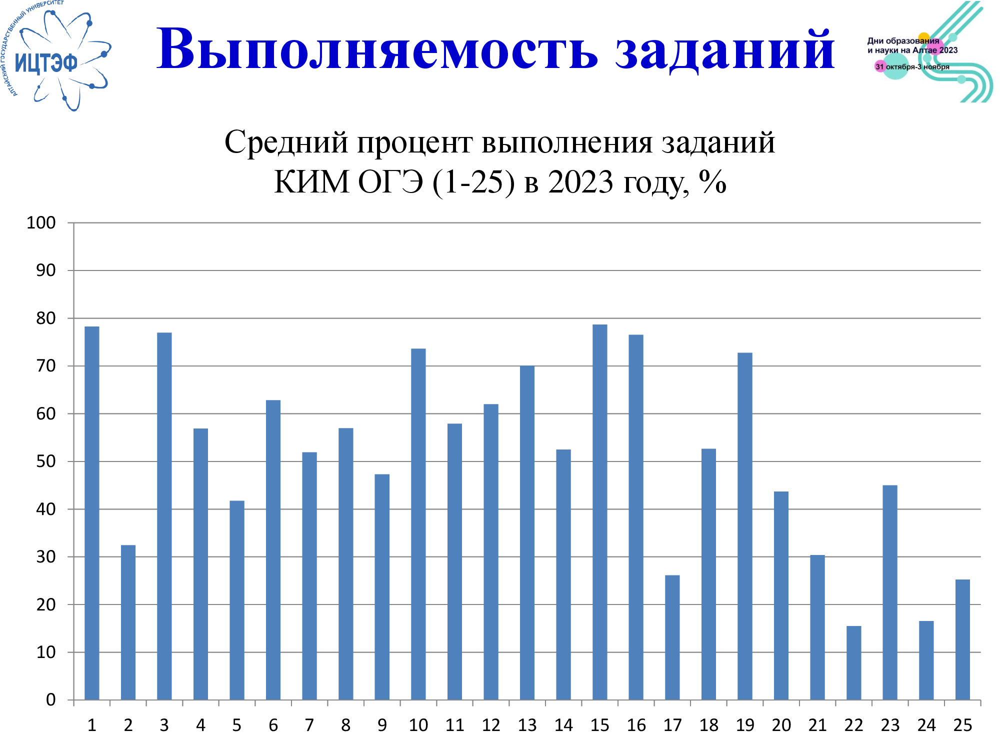 АЛТАЙСКИЙ ГОСУДАРСТВЕННЫЙ УНИВЕРСИТЕТ
ИЦТЭФ
Выполняемость заданий
Дни образования
и науки на Алтае 2023
31 октября-3 ноября
Средний процент выполнения заданий
КИМ ОГЭ (1-25) в 2023 году, %
100
90
80
70
60
50
40
30
20
10
0
1 2 3 4 5 6 7 8 9 10 11 12 13 14 15 16 17 18 19 20 21 22 23 24 25